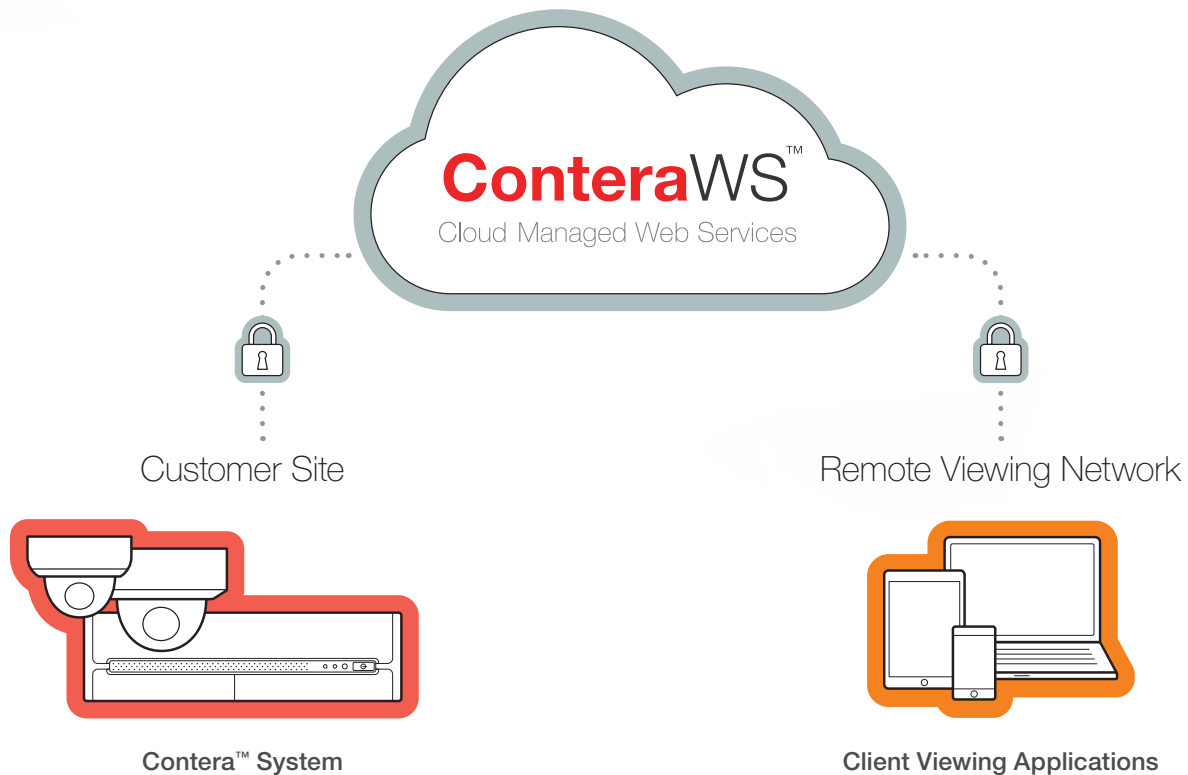 ConteraWS™
Cloud Managed Web Services
Customer Site
Remote Viewing Network
Contera™ System
Client Viewing Applications